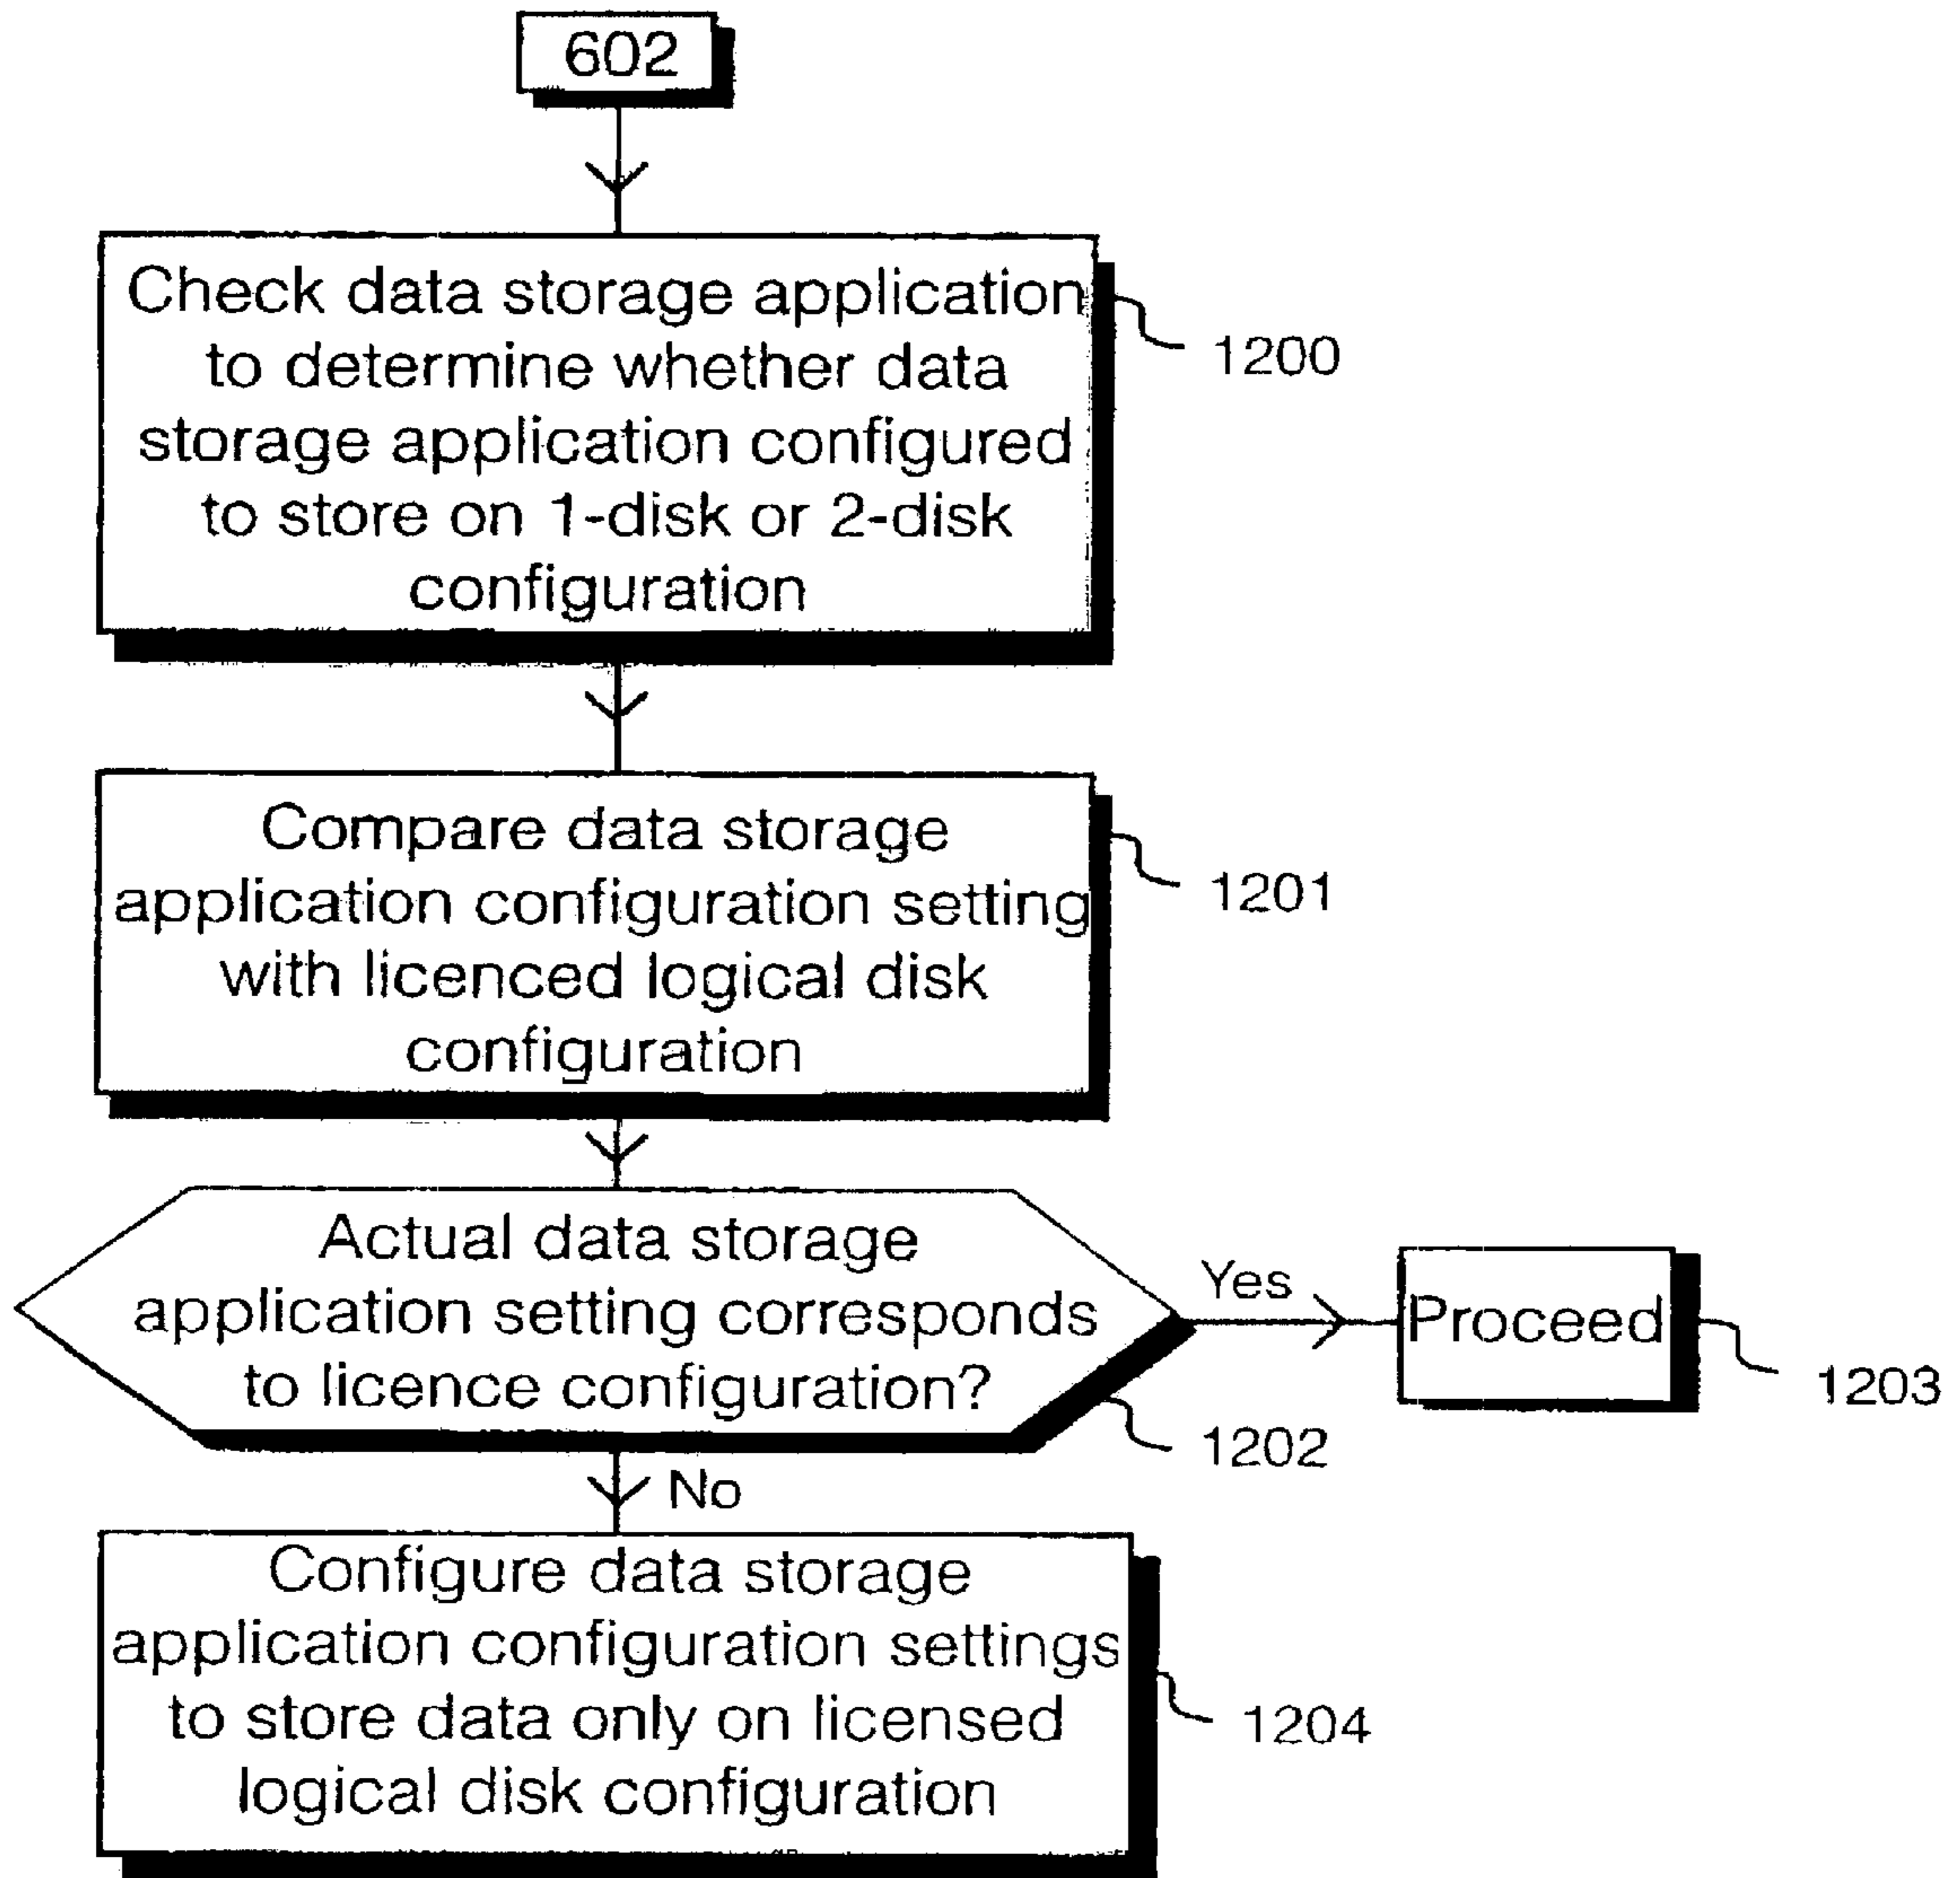 602
Check data storage application
to determine whether data
storage application configured
to store on 1-disk or 2-disk
configuration
1200
Compare data storage
application configuration setting
with licenced logical disk
configuration
1201
Actual data storage
application setting corresponds
to licence configuration?
1202
Yes
Proceed
1203
No
Configure data storage
application configuration settings
to store data only on licensed
logical disk configuration
1204